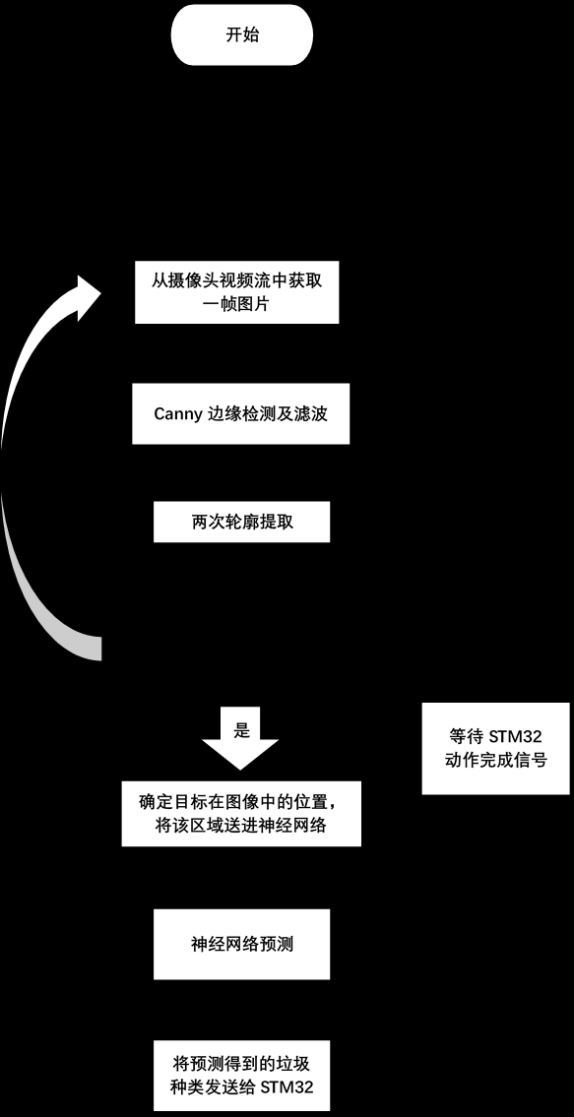 开始
从摄像头视频流中获取
一帧图片
Canny 边缘检测及滤波
两次轮廓提取
是
等待 STM32
动作完成信号
确定目标在图像中的位置，
将该区域送进神经网络
神经网络预测
将预测得到的垃圾
种类发送给 STM32